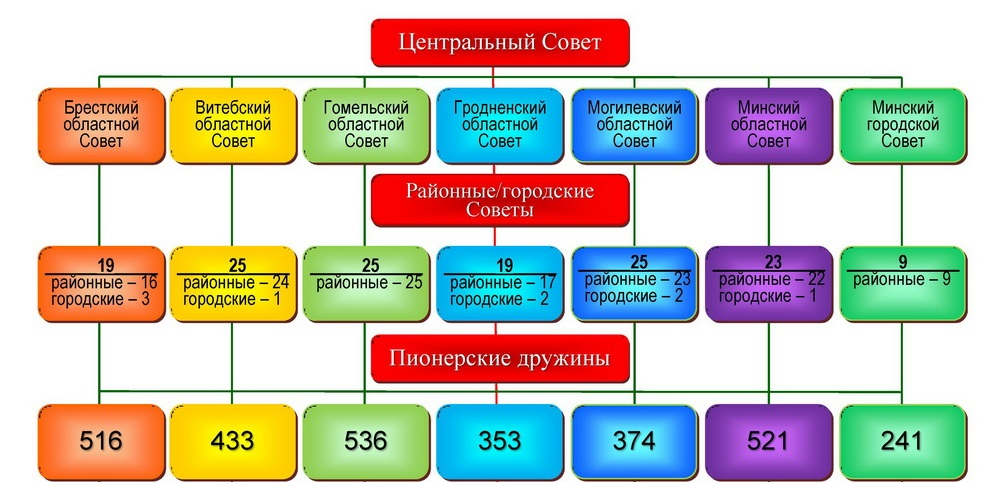 Центральный Совет
Брестский
областной
Совет
Витебский
областной
Совет
Гомельский
областной
Совет
Гродненский
областной
Совет
Могилевский
областной
Совет
Минский
областной
Совет
Минский
городской
Совет
Районные/городские
Советы
19
районные – 16
городские – 3
25
районные – 24
городские – 1
25
районные – 25
19
районные – 17
городские – 2
25
районные – 23
городские – 2
23
районные – 22
городские – 1
9
районные – 9
Пионерские дружины
516
433
536
353
374
521
241